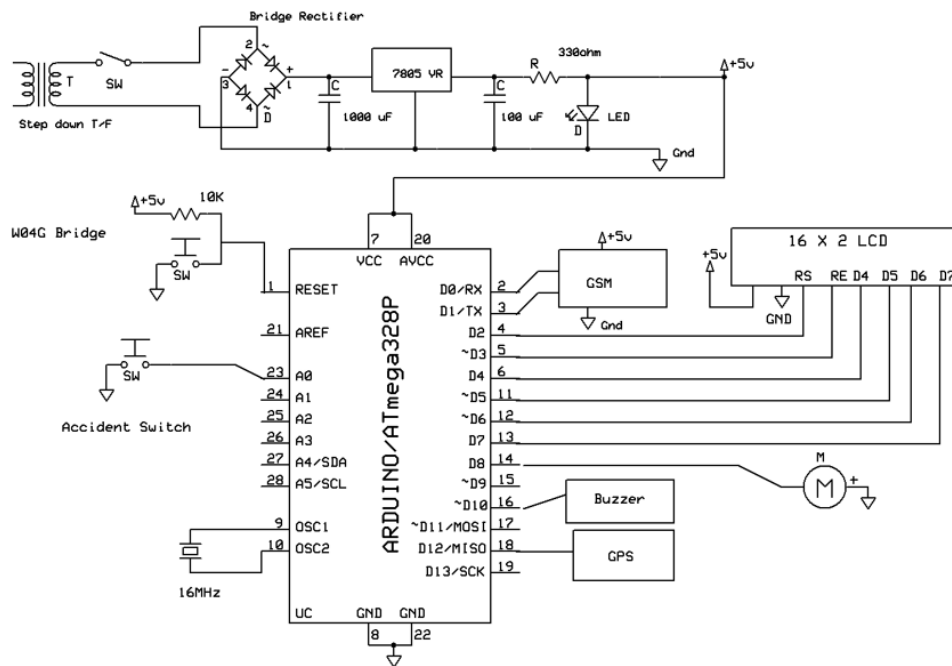 Bridge Rectifier
2 ~
- +
3 1
4 ~
D
T
SW
Step down T/F
C
1000 uF
7805 VR
C
100 uF
R 330ohm
D LED
+5v
Gnd
+5v 10K
W04G Bridge
SW
7 20
VCC AVCC
1 RESET
21 AREF
23 A0
24 A1
25 A2
26 A3
27 A4/SDA
28 A5/SCL
9 OSC1
10 OSC2
UC GND GND
8 22
ARDUINO/ATmega328P
D0/RX 2
D1/TX 3
D2 4
~D3 5
D4 6
~D5 11
~D6 12
D7 13
D8 14
~D9 15
~D10 16
~D11/MOSI 17
D12/MISO 18
D13/SCK 19
SW
Accident Switch
16MHz
+5v
GSM
Gnd
16 X 2 LCD
+5v
RS RE D4 D5 D6 D7
GND
M
M +
Buzzer
GPS